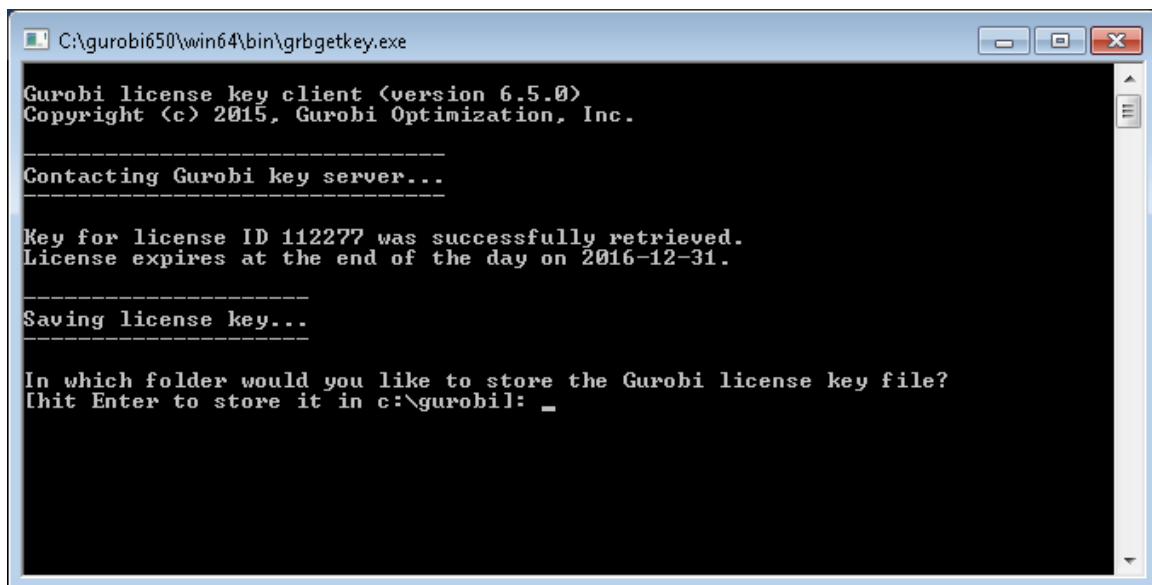 C:\gurobi650\win64\bin\grbgetkey.exe
Gurobi license key client (version 6.5.0)
Copyright (c) 2015, Gurobi Optimization, Inc.
-------------------------------
Contacting Gurobi key server...
-------------------------------
Key for license ID 112277 was successfully retrieved.
License expires at the end of the day on 2016-12-31.
---------------------
Saving license key...
---------------------
In which folder would you like to store the Gurobi license key file?
[hit Enter to store it in c:\gurobi]: _